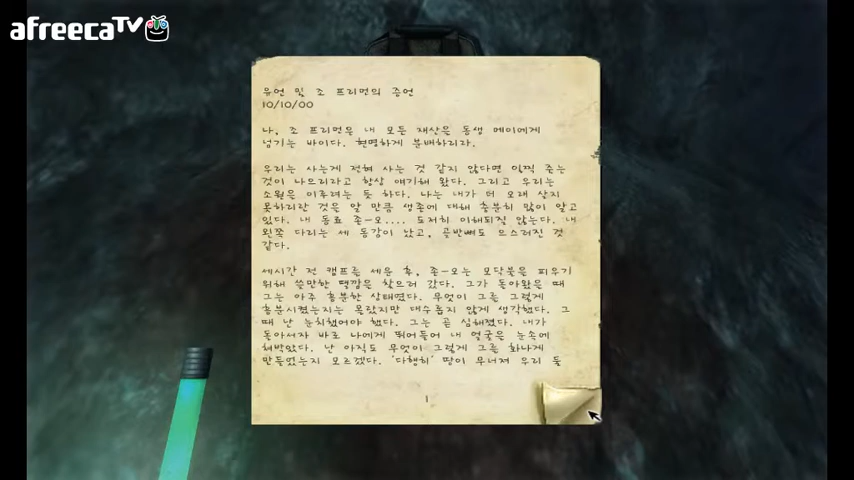 afreecaTV
유언 및 조 프리먼의 증언
10/10/00
나, 조 프리먼은 내 모든 재산을 동생 메이에게
넘기는 바이다. 현명하게 분배하리라.
우리는 사는게 전혀 사는 것 같지 않다면 일찍 죽는
것이 나으리라고 항상 얘기해 왔다. 그리고 우리는
소원을 이루려는 듯 하다. 나는 내가 더 오래 살지
못하리란 것을 알 만큼 생존에 대해 충분히 많이 알고
있다. 내 동료 존-오.... 도저히 이해되질 않는다. 내
왼쪽 다리는 세 동강이 났고, 골반뼈도 으스러진 것
같다.
세시간 전 캠프를 세운 후, 존-오는 모닥불을 피우기
위해 쓸만한 땔깜을 찾으러 갔다. 그가 돌아왔을 때
그는 아주 흥분한 상태였다. 무엇이 그를 그렇게
흥분시켰는지는 몰랐지만 대수롭지 않게 생각했다. 그
때 난 눈치챘어야 했다. 그는 곧 심해졌다. 내가
돌아서자 바로 나에게 뛰어들어 내 얼굴을 눈속에
쳐박았다. 난 아직도 무엇이 그렇게 그를 화나게
만들었는지 모르겠다. '다행히' 땅이 무너져 우리 둘
1